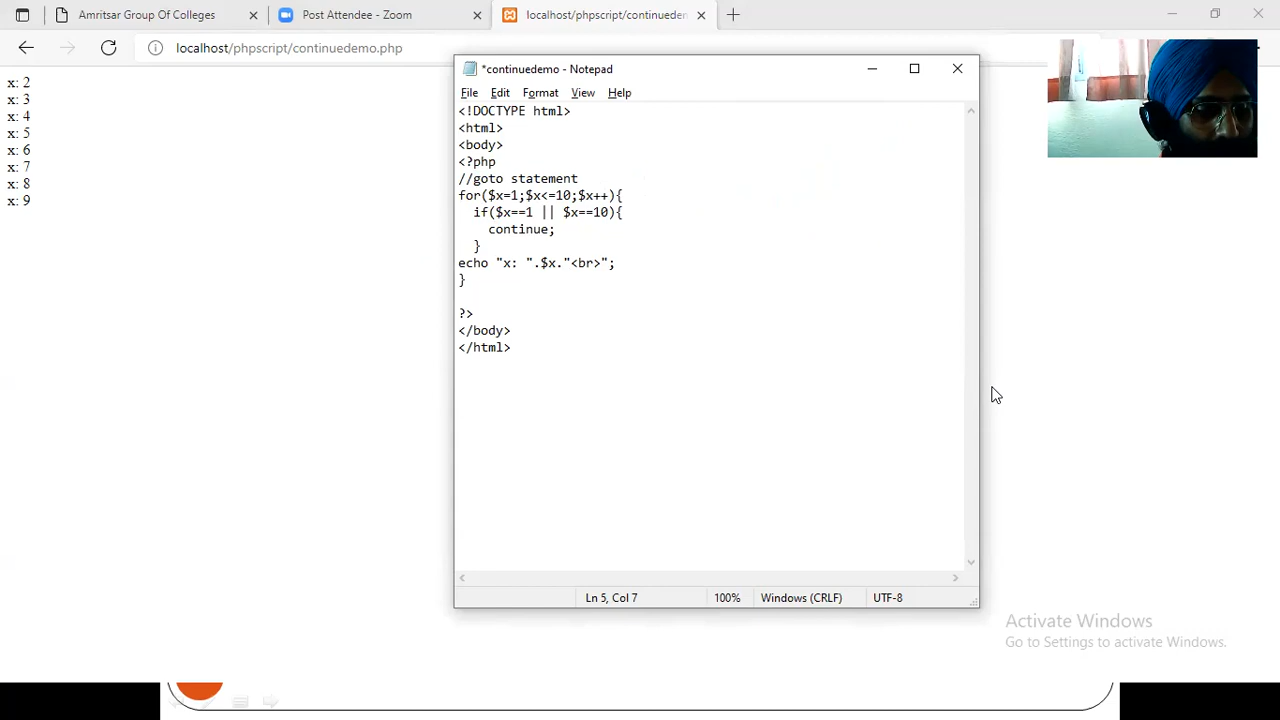 Amritsar Group Of Colleges
Post Attendee - Zoom
localhost/phpscript/continuedem
localhost/phpscript/continuedemo.php
x: 2
x: 3
x: 4
x: 5
x: 6
x: 7
x: 8
x: 9
*continuedemo - Notepad
File Edit Format View Help
<!DOCTYPE html>
<html>
<body>
<?php
//goto statement
for($x=1;$x<=10;$x++){
  if($x==1 || $x==10){
    continue;
  }
echo "x: ".$x."<br>";
}
?>
</body>
</html>
Ln 5, Col 7
100%
Windows (CRLF)
UTF-8
Activate Windows
Go to Settings to activate Windows.